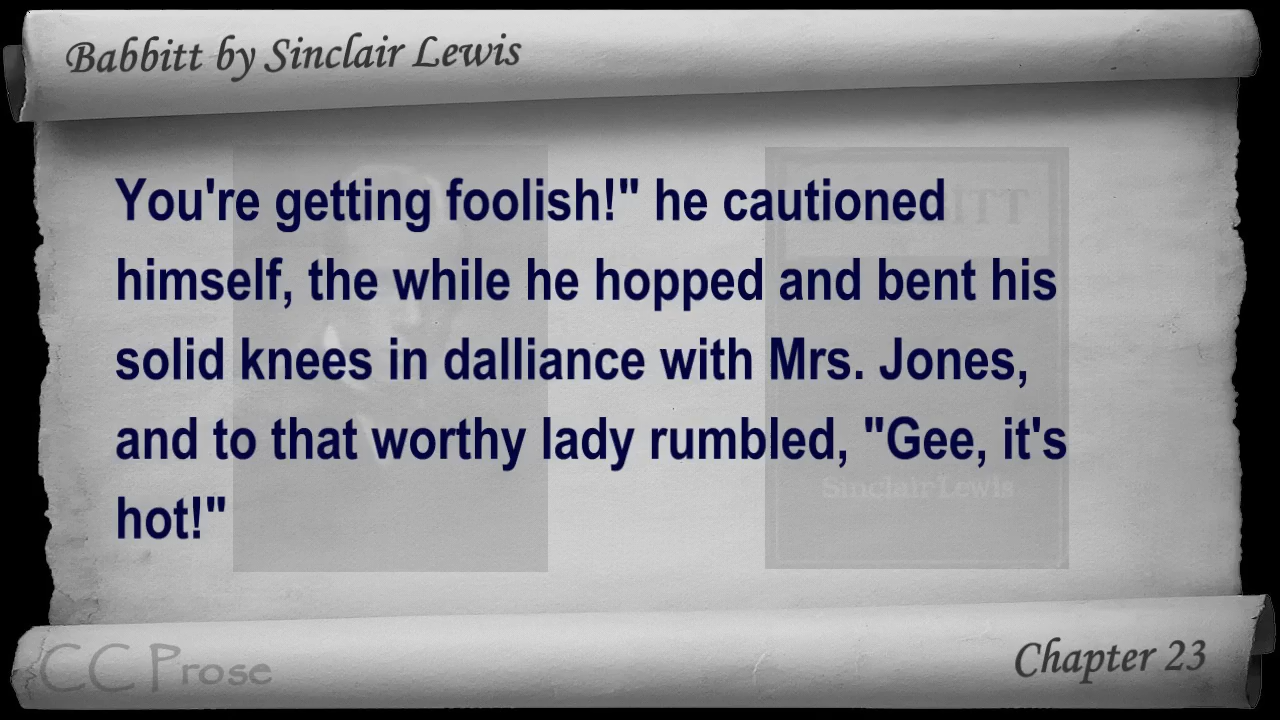 Babbitt by Sinclair Lewis
You're getting foolish!" he cautioned
himself, the while he hopped and bent his
solid knees in dalliance with Mrs. Jones,
and to that worthy lady rumbled, "Gee, it's
hot!"
Sinclair Lewis
CC Prose
Chapter 23